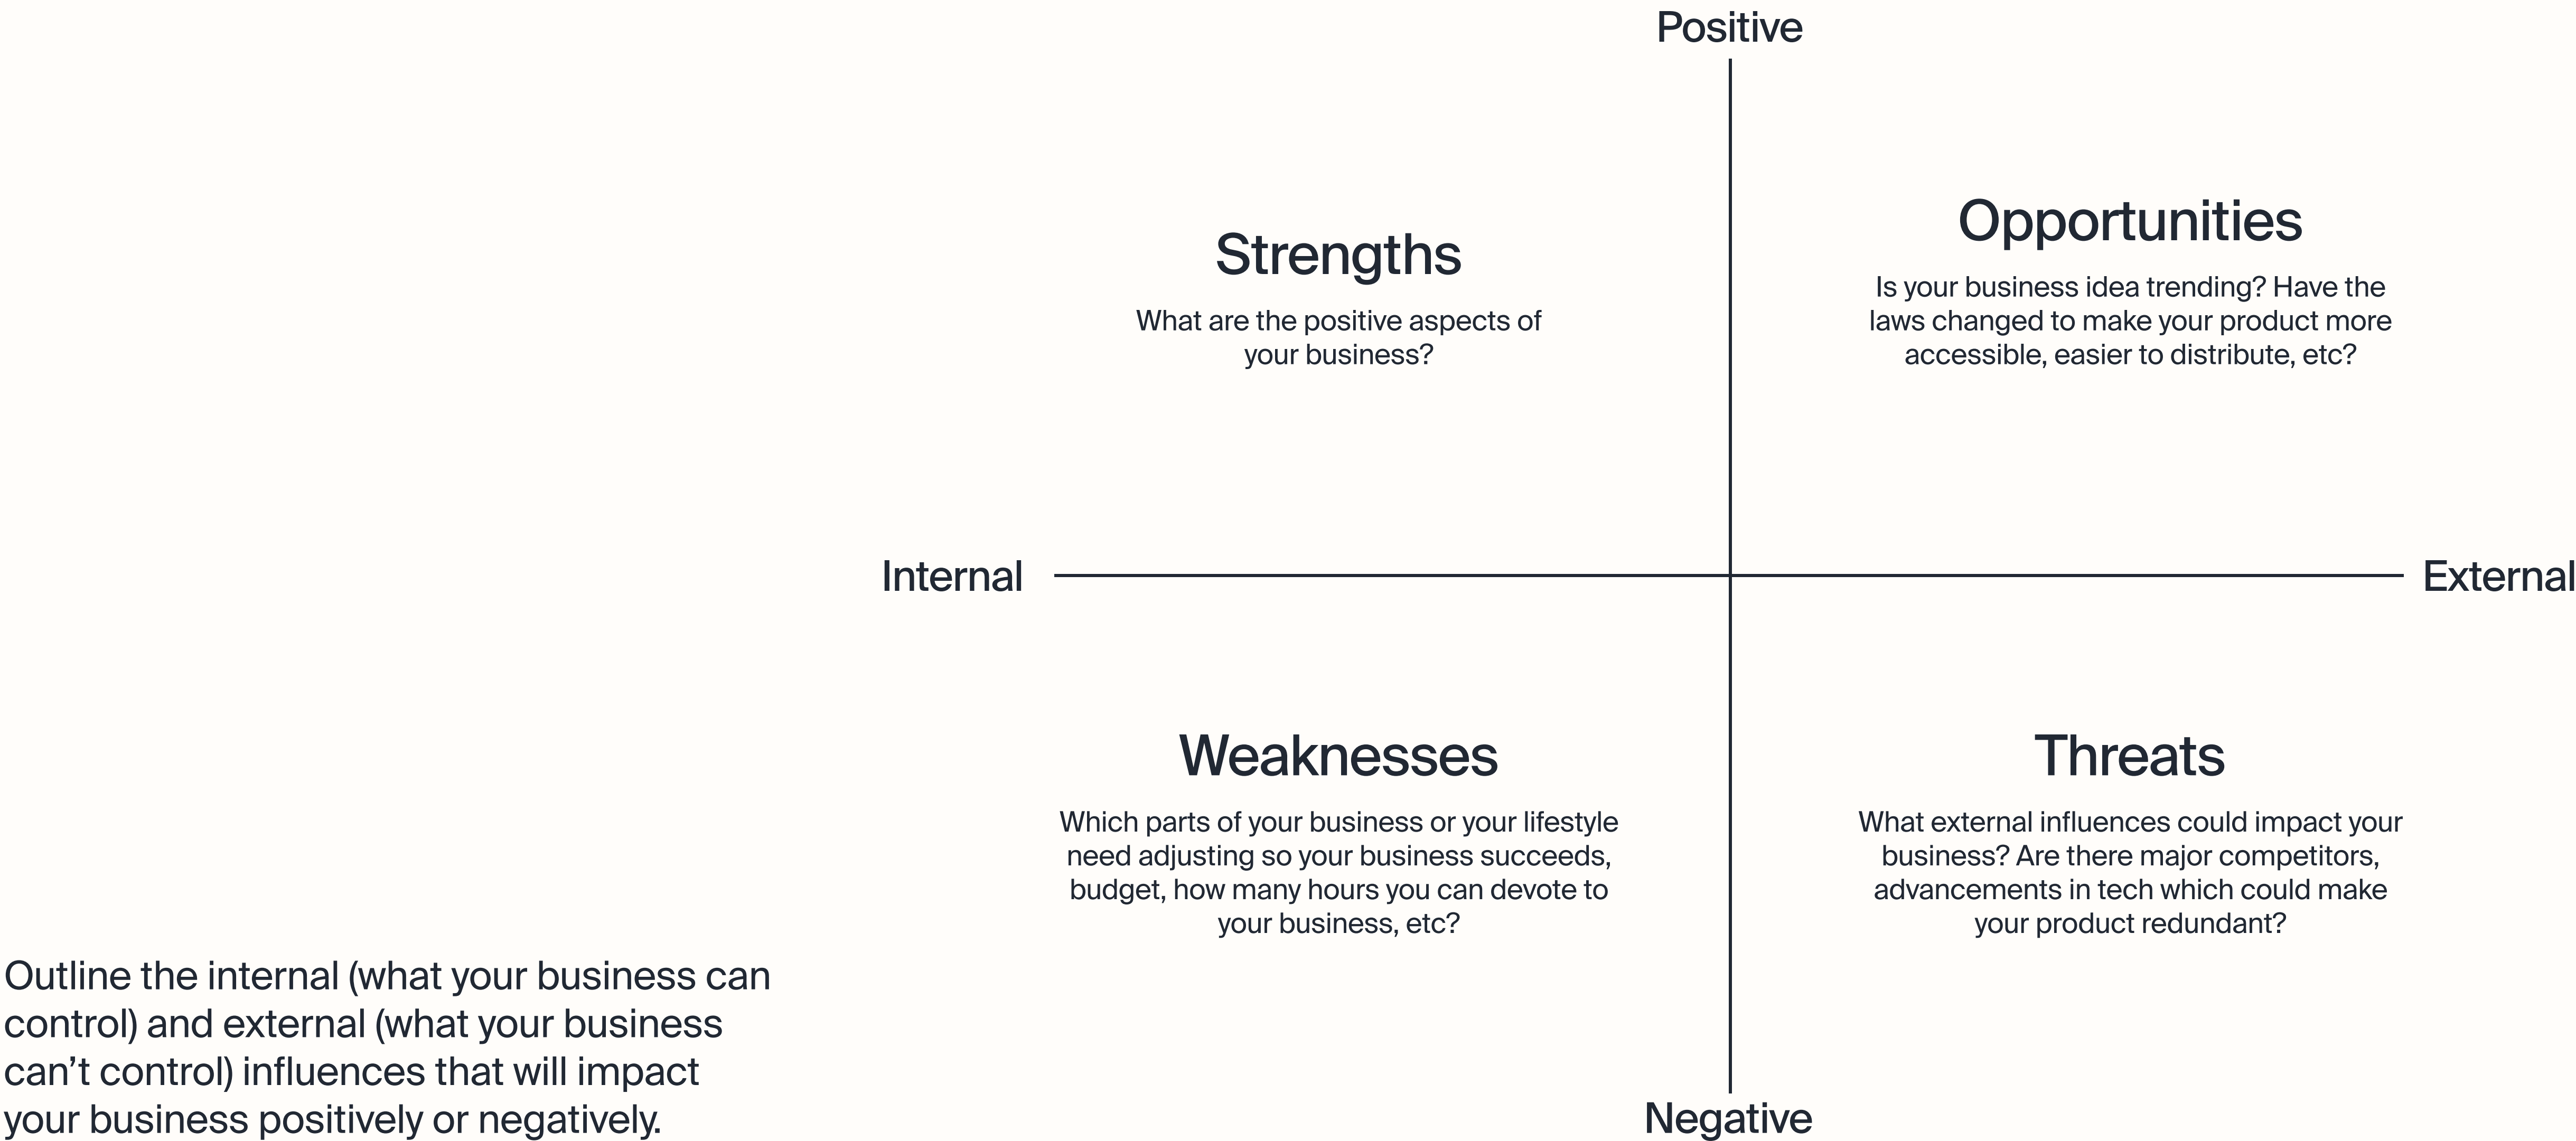 Positive
Strengths
What are the positive aspects of
your business?
Opportunities
Is your business idea trending? Have the
laws changed to make your product more
accessible, easier to distribute, etc?
Internal
External
Weaknesses
Which parts of your business or your lifestyle
need adjusting so your business succeeds,
budget, how many hours you can devote to
your business, etc?
Threats
What external influences could impact your
business? Are there major competitors,
advancements in tech which could make
your product redundant?
Outline the internal (what your business can
control) and external (what your business
can’t control) influences that will impact
your business positively or negatively.
Negative